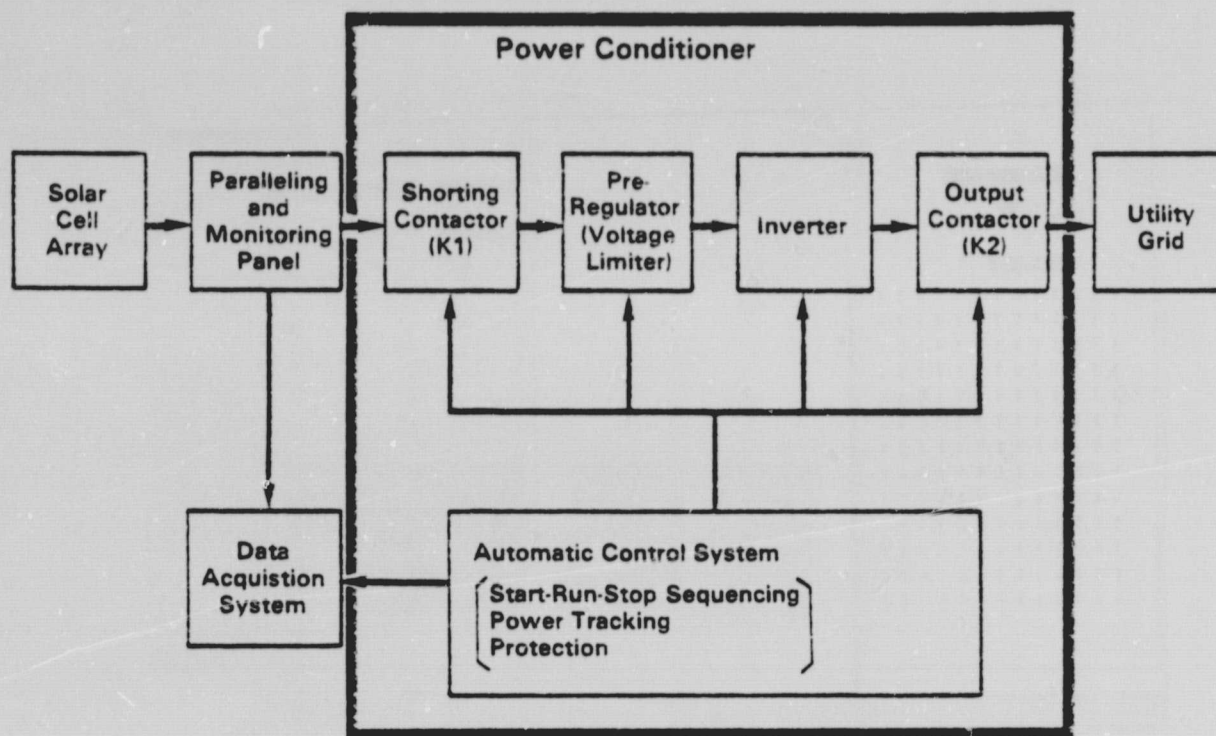 Power Conditioner
Solar
Cell
Array
Paralleling
and
Monitoring
Panel
Shorting
Contactor
(K1)
Pre-
Regulator
(Voltage
Limiter)
Inverter
Output
Contactor
(K2)
Utility
Grid
Data
Acquistion
System
Automatic Control System
Start-Run-Stop Sequencing
Power Tracking
Protection